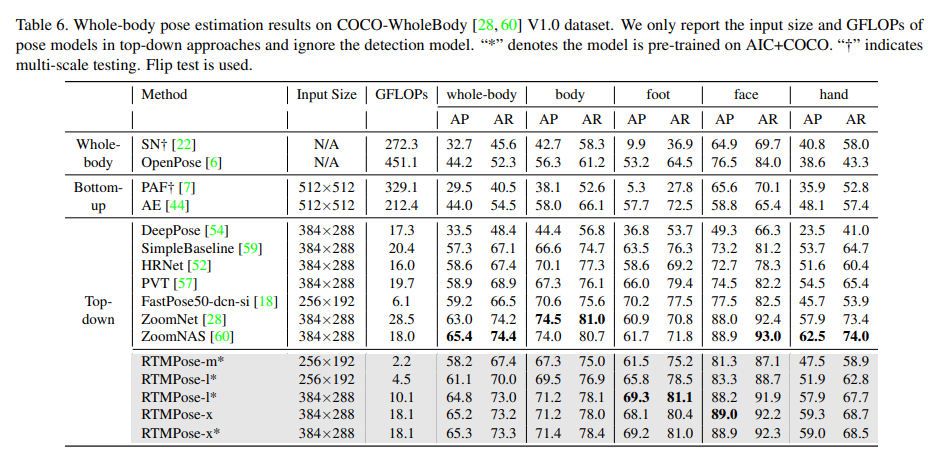 Table 6. Whole-body pose estimation results on COCO-WholeBody [28,60] V1.0 dataset. We only report the input size and GFLOPs of
pose models in top-down approaches and ignore the detection model. “*” denotes the model is pre-trained on AIC+COCO. “†” indicates
multi-scale testing. Flip test is used.
Method Input Size GFLOPs whole-body body foot face hand
AP AR AP AR AP AR AP AR AP AR
Whole- SN† [22] N/A 272.3 32.7 45.6 42.7 58.3 9.9 36.9 64.9 69.7 40.8 58.0
body OpenPose [6] N/A 451.1 44.2 52.3 56.3 61.2 53.2 64.5 76.5 84.0 38.6 43.3
Bottom- PAF† [7] 512×512 329.1 29.5 40.5 38.1 52.6 5.3 27.8 65.6 70.1 35.9 52.8
up AE [44] 512×512 212.4 44.0 54.5 58.0 66.1 57.7 72.5 58.8 65.4 48.1 57.4
DeepPose [54] 384×288 17.3 33.5 48.4 44.4 56.8 36.8 53.7 49.3 66.3 23.5 41.0
SimpleBaseline [59] 384×288 20.4 57.3 67.1 66.6 74.7 63.5 76.3 73.2 81.2 53.7 64.7
HRNet [52] 384×288 16.0 58.6 67.4 70.1 77.3 58.6 69.2 72.7 78.3 51.6 60.4
PVT [57] 384×288 19.7 58.9 68.9 67.3 76.1 66.0 79.4 74.5 82.2 54.5 65.4
Top- FastPose50-dcn-si [18] 256×192 6.1 59.2 66.5 70.6 75.6 70.2 77.5 77.5 82.5 45.7 53.9
down ZoomNet [28] 384×288 28.5 63.0 74.2 74.5 81.0 60.9 70.8 88.0 92.4 57.9 73.4
ZoomNAS [60] 384×288 18.0 65.4 74.4 74.0 80.7 61.7 71.8 88.9 93.0 62.5 74.0
RTMPose-m* 256×192 2.2 58.2 67.4 67.3 75.0 61.5 75.2 81.3 87.1 47.5 58.9
RTMPose-l* 256×192 4.5 61.1 70.0 69.5 76.9 65.8 78.5 83.3 88.7 51.9 62.8
RTMPose-l* 384×288 10.1 64.8 73.0 71.2 78.1 69.3 81.1 88.2 91.9 57.9 67.7
RTMPose-x 384×288 18.1 65.2 73.2 71.2 78.0 68.1 80.4 89.0 92.2 59.3 68.7
RTMPose-x* 384×288 18.1 65.3 73.3 71.4 78.4 69.2 81.0 88.9 92.3 59.0 68.5